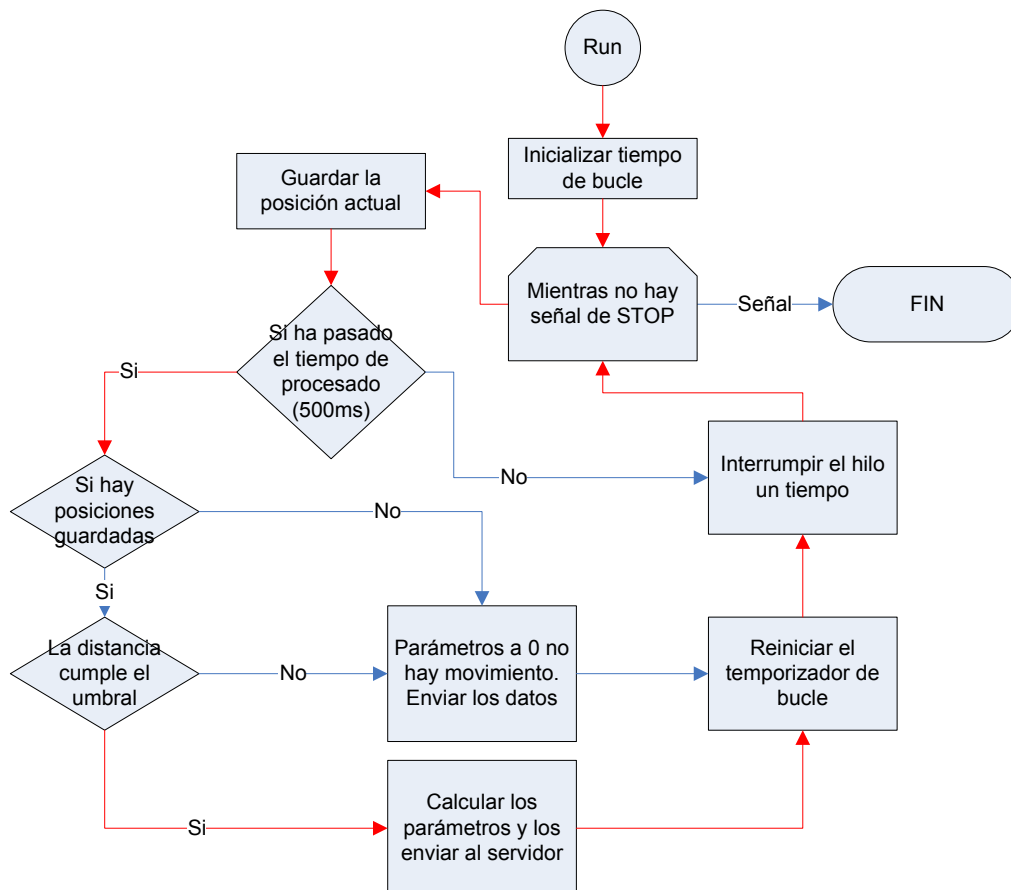 Run
Inicializar tiempo
de bucle
Guardar la
posición actual
Mientras no hay
señal de STOP
Señal
FIN
Si ha pasado
el tiempo de
procesado
(500ms)
Si
No
Interrumpir el hilo
un tiempo
Si hay
posiciones
guardadas
No
Si
La distancia
cumple el
umbral
No
Parámetros a 0 no
hay movimiento.
Enviar los datos
Reiniciar el
temporizador de
bucle
Si
Calcular los
parámetros y los
enviar al servidor